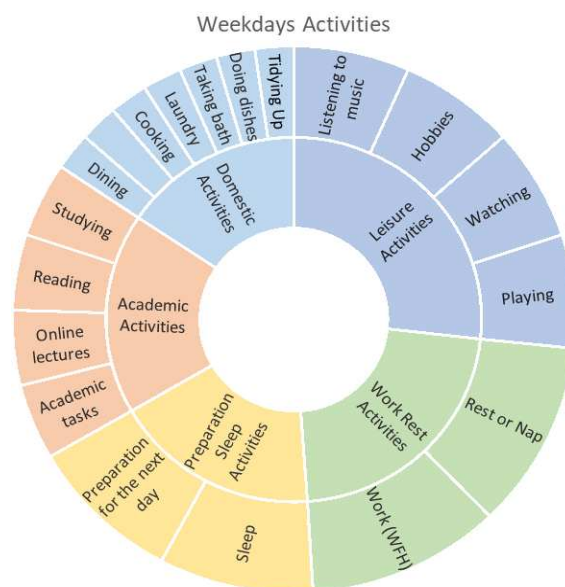 Weekdays Activities
Listening to
music
Hobbies
Watching
Playing
Rest or Nap
Work (WFH)
Sleep
Preparation
for the next
day
Academic
tasks
Online
lectures
Reading
Studying
Dining
Cooking
Laundry
Taking bath
Doing dishes
Tidying Up
Leisure
Activities
Work Rest
Activities
Preparation
Sleep
Activities
Academic
Activities
Domestic
Activities